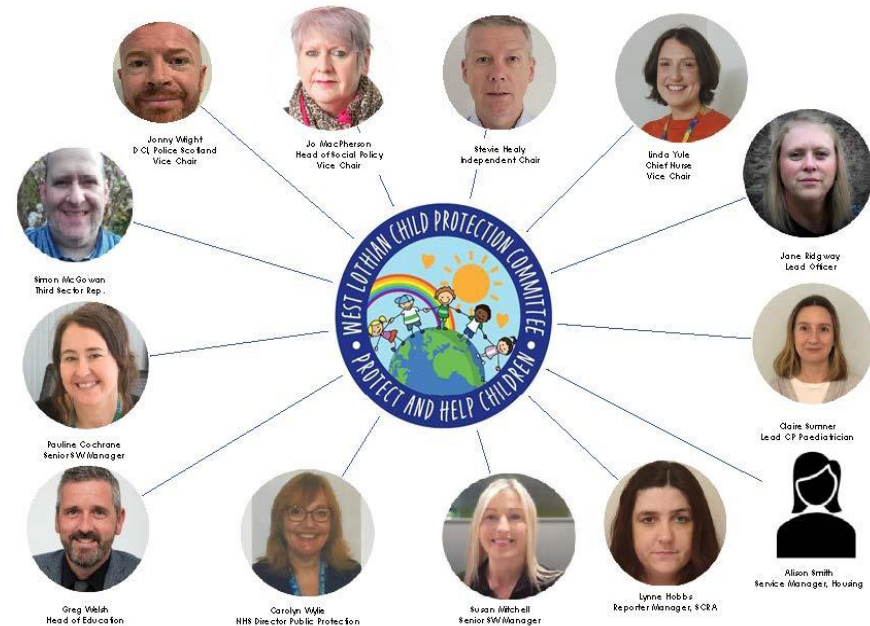 Jonny Wright
DCI, Police Scotland
Vice Chair
Jo MacPherson
Head of Social Policy
Vice Chair
Stevie Healy
Independent Chair
Linda Yule
Chief Nurse
Vice Chair
Jane Ridgway
Lead Officer
Simon McGowan
Third Sector Rep.
WEST LOTHIAN CHILD PROTECTION COMMITTEE
PROTECT AND HELP CHILDREN
Pauline Cochrane
Senior SW Manager
Claire Sumner
Lead CP Paediatrician
Greg Welsh
Head of Education
Carolyn Wylie
NHS Director Public Protection
Susan Mitchell
Senior SW Manager
Lynne Hobbs
Reporter Manager, SCRA
Alison Smith
Service Manager, Housing